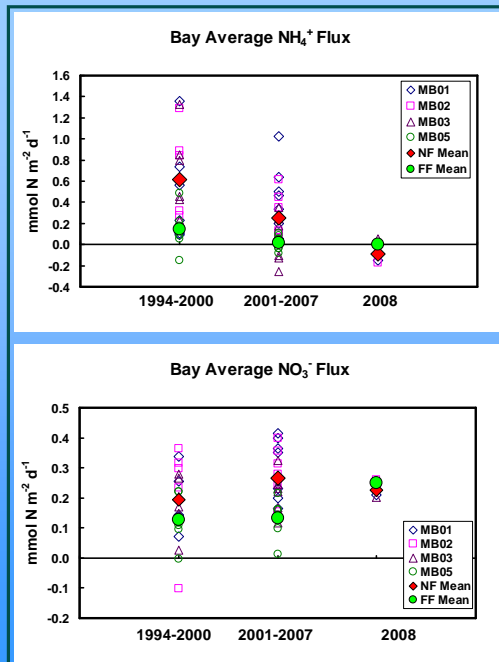 Bay Average NH₄⁺ Flux
mmol N m⁻² d⁻¹
1.6
1.4
1.2
1.0
0.8
0.6
0.4
0.2
0.0
-0.2
-0.4
MB01
MB02
MB03
MB05
NF Mean
FF Mean
1994-2000 2001-2007 2008
Bay Average NO₃⁻ Flux
mmol N m⁻² d⁻¹
0.5
0.4
0.3
0.2
0.1
0.0
-0.1
-0.2
MB01
MB02
MB03
MB05
NF Mean
FF Mean
1994-2000 2001-2007 2008